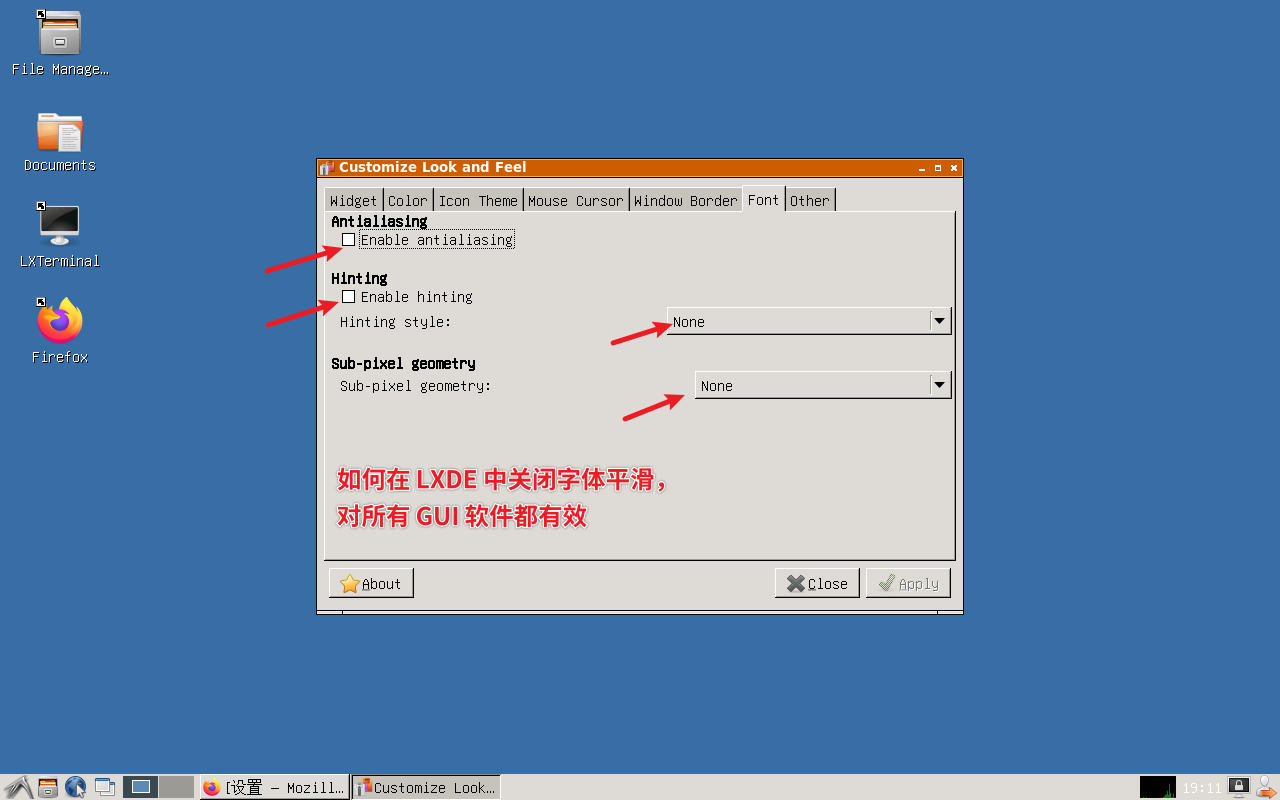 File Manage…
Documents
LXTerminal
Firefox
Customize Look and Feel
Widget Color Icon Theme Mouse Cursor Window Border Font Other
Antialiasing
Enable antialiasing
Hinting
Enable hinting
Hinting style: None
Sub-pixel geometry
Sub-pixel geometry: None
如何在 LXDE 中关闭字体平滑，
对所有 GUI 软件都有效
About Close Apply
[设置 — Mozill… Customize Look… 19:11